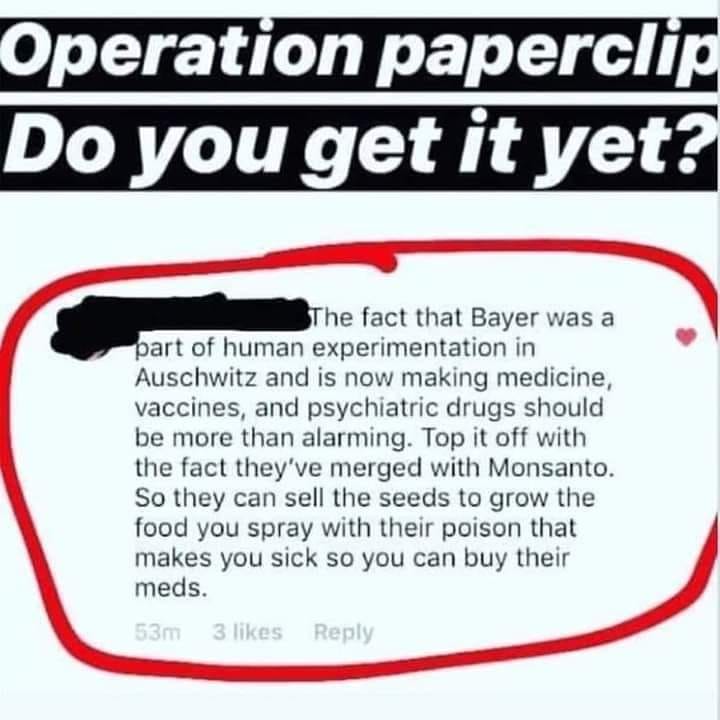 Operation paperclip
Do you get it yet?
The fact that Bayer was a
part of human experimentation in
Auschwitz and is now making medicine,
vaccines, and psychiatric drugs should
be more than alarming. Top it off with
the fact they've merged with Monsanto.
So they can sell the seeds to grow the
food you spray with their poison that
makes you sick so you can buy their
meds.
53m 3 likes Reply